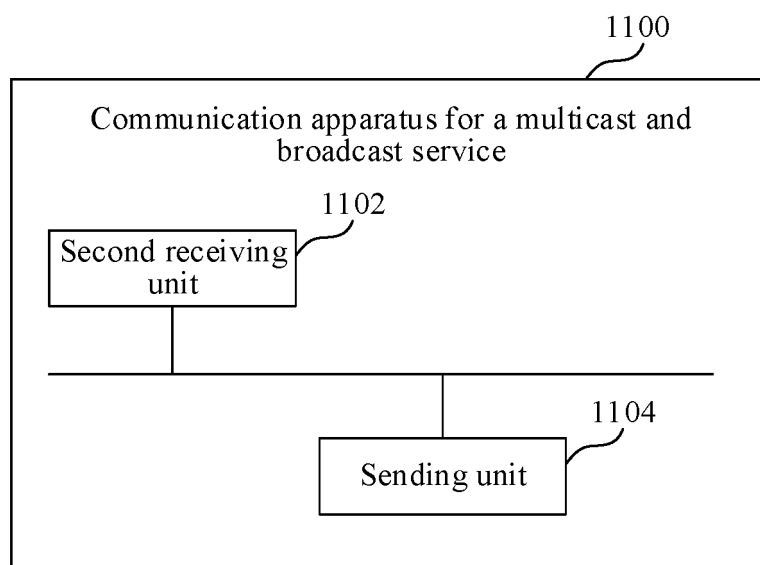 1100
Communication apparatus for a multicast and
broadcast service
1102
Second receiving
unit
1104
Sending unit